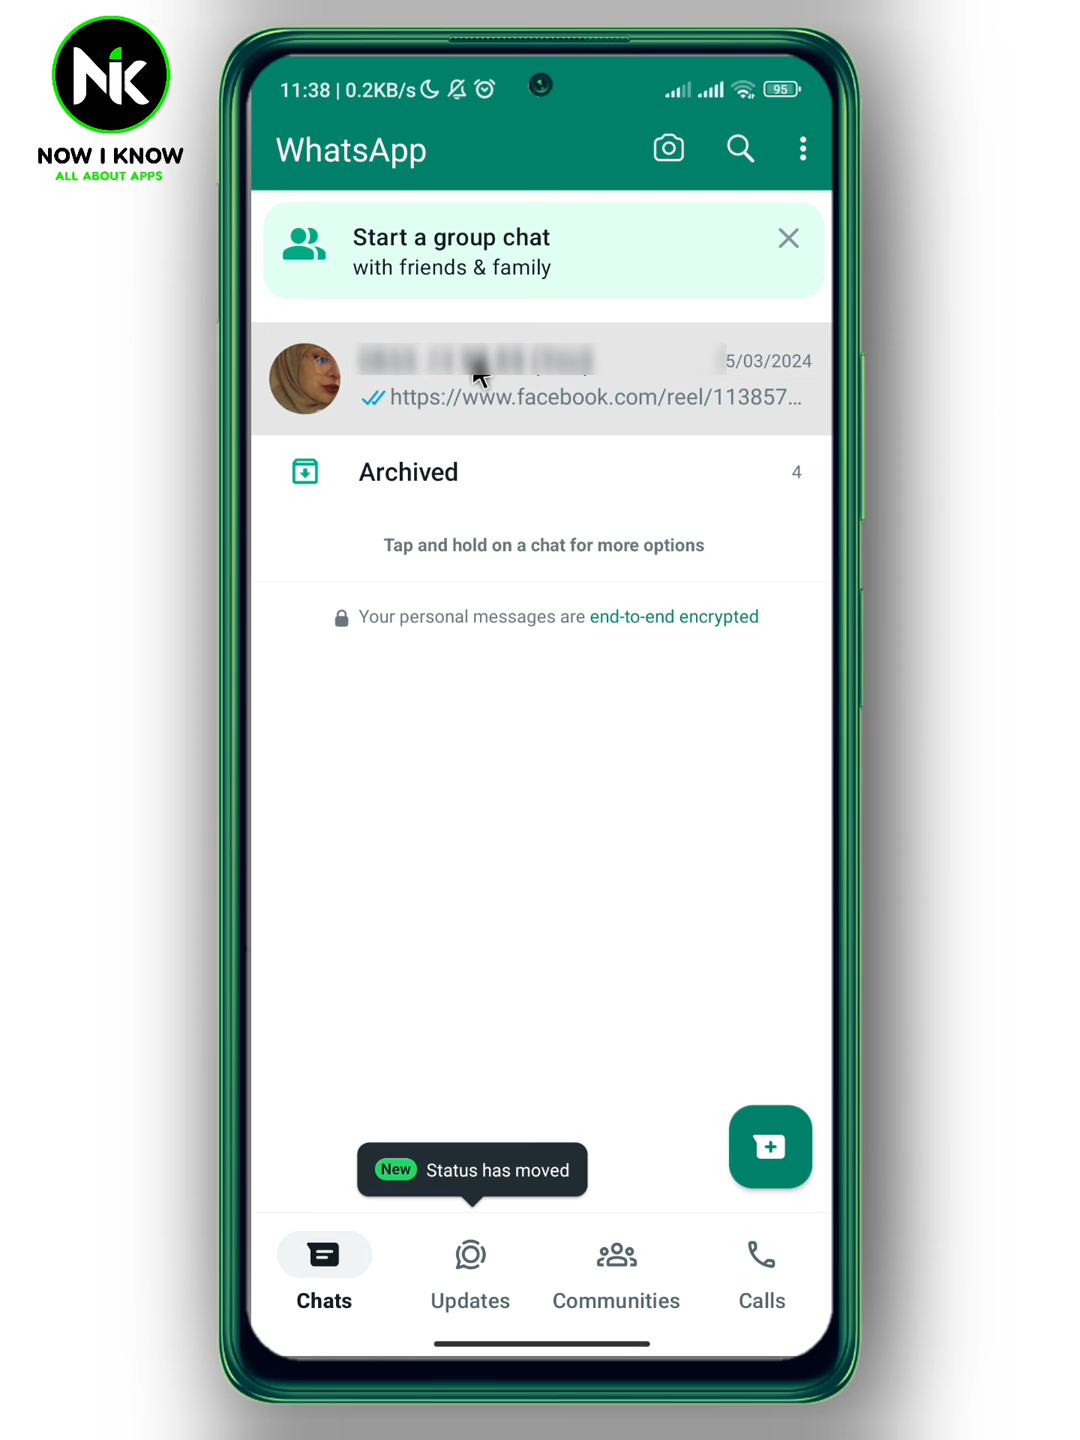 NiK
NOW I KNOW
ALL ABOUT APPS
11:38 | 0.2KB/s
95
WhatsApp
Start a group chat
with friends & family
5/03/2024
https://www.facebook.com/reel/113857...
Archived
4
Tap and hold on a chat for more options
Your personal messages are end-to-end encrypted
New Status has moved
Chats
Updates
Communities
Calls